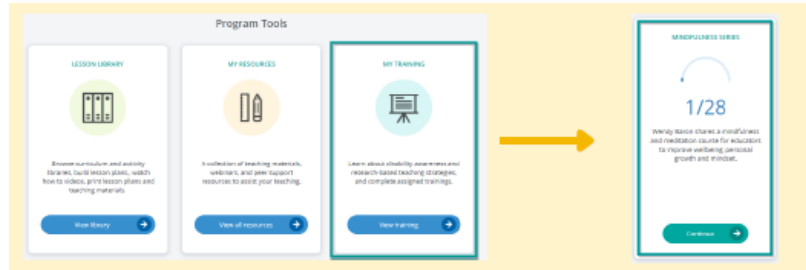 Program Tools
LESSON LIBRARY
Browse curriculum and activity
libraries, build lesson plans, watch
how to videos, print lesson plans and
teaching materials
View library
MY RESOURCES
A collection of teaching materials,
webinars, and peer support
resources to assist your teaching.
View all resources
MY TRAINING
Learn about disability awareness and
research-based teaching strategies,
and complete assigned trainings.
View training
MINDFULNESS SERIES
1/28
Wendy Baron shares a mindfulness
and meditation course for educators
to improve wellbeing, personal
growth and mindset.
Continue